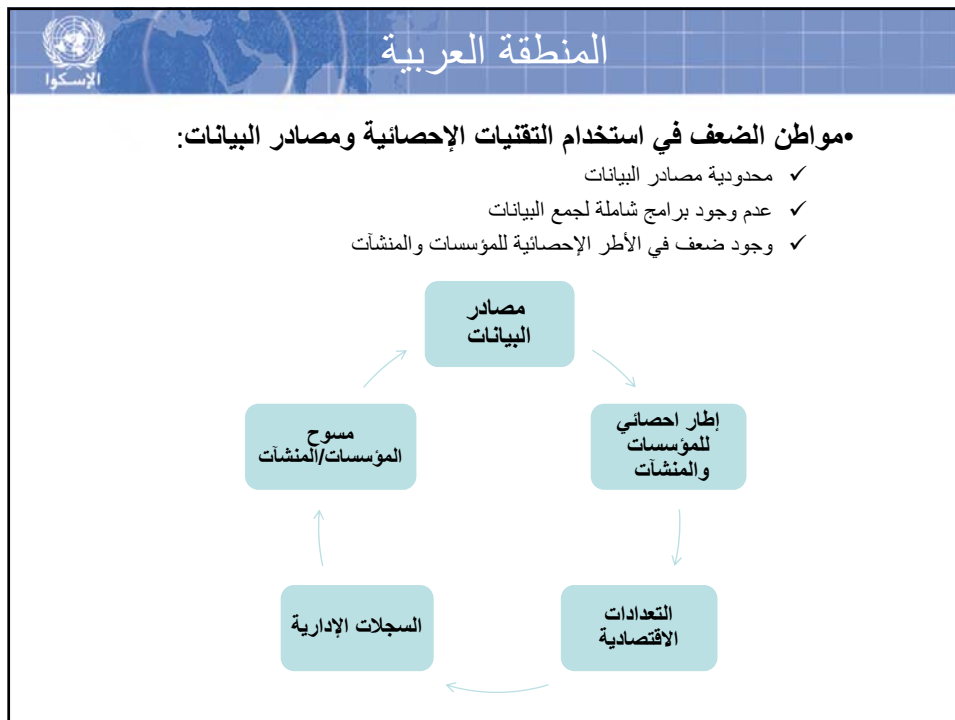 المنطقة العربية
الإسكوا
•مواطن الضعف في استخدام التقنيات الإحصائية ومصادر البيانات:
✓ محدودية مصادر البيانات
✓ عدم وجود برامج شاملة لجمع البيانات
✓ وجود ضعف في الأطر الإحصائية للمؤسسات والمنشآت
مصادر
البيانات
إطار احصائي
للمؤسسات
والمنشآت
التعدادات
الاقتصادية
السجلات الإدارية
مسوح
المؤسسات/المنشآت